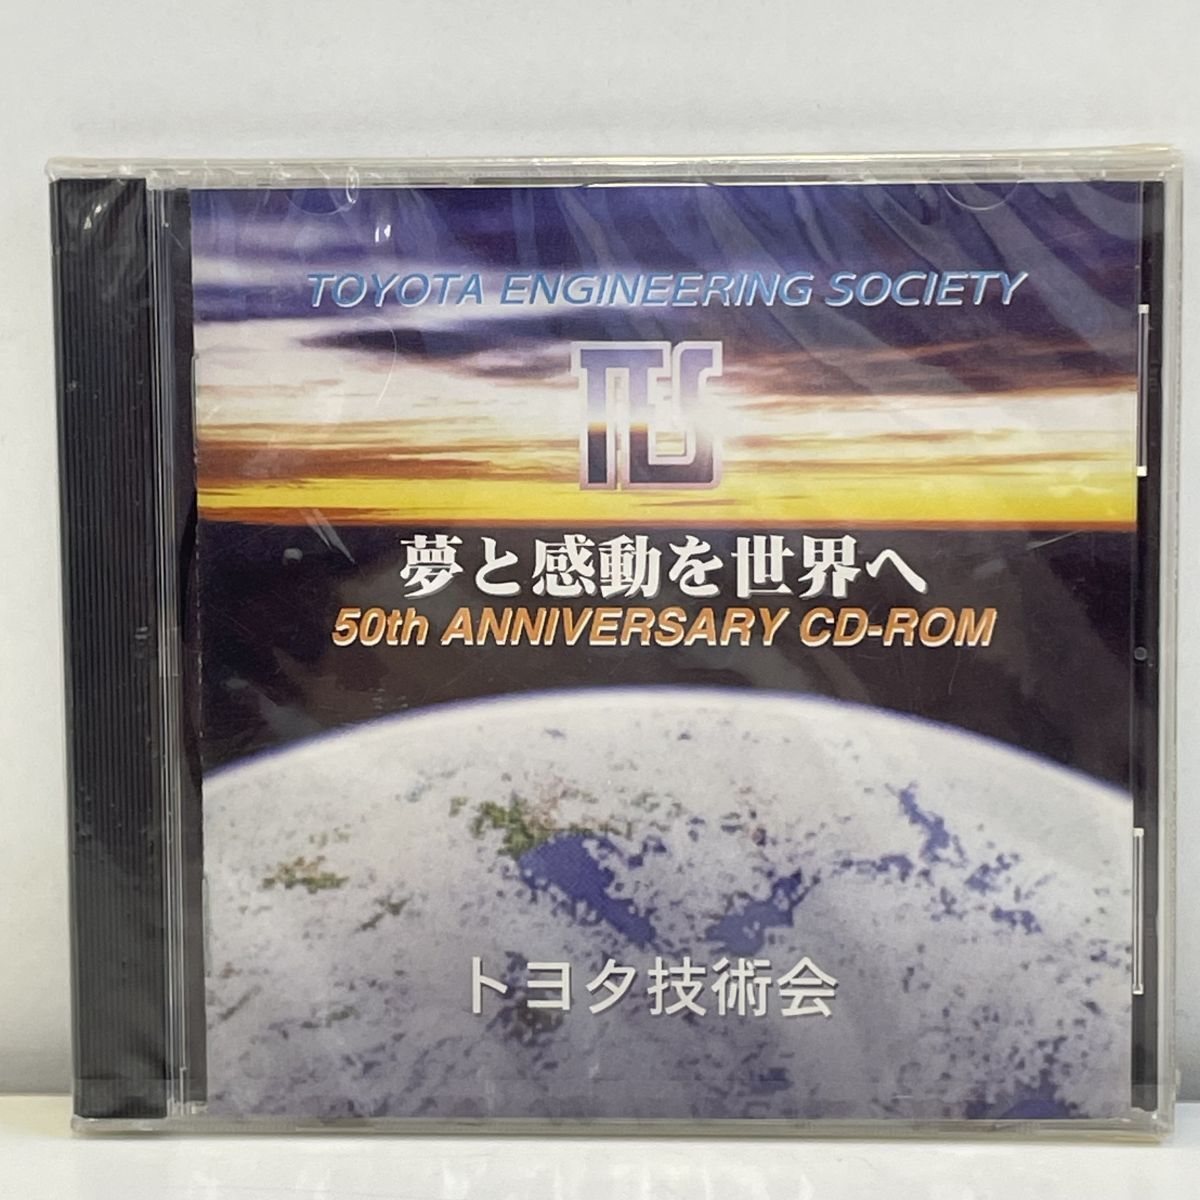 TOYOTA ENGINEERING SOCIETY
TES
夢と感動を世界へ
50th ANNIVERSARY CD-ROM
トヨタ技術会